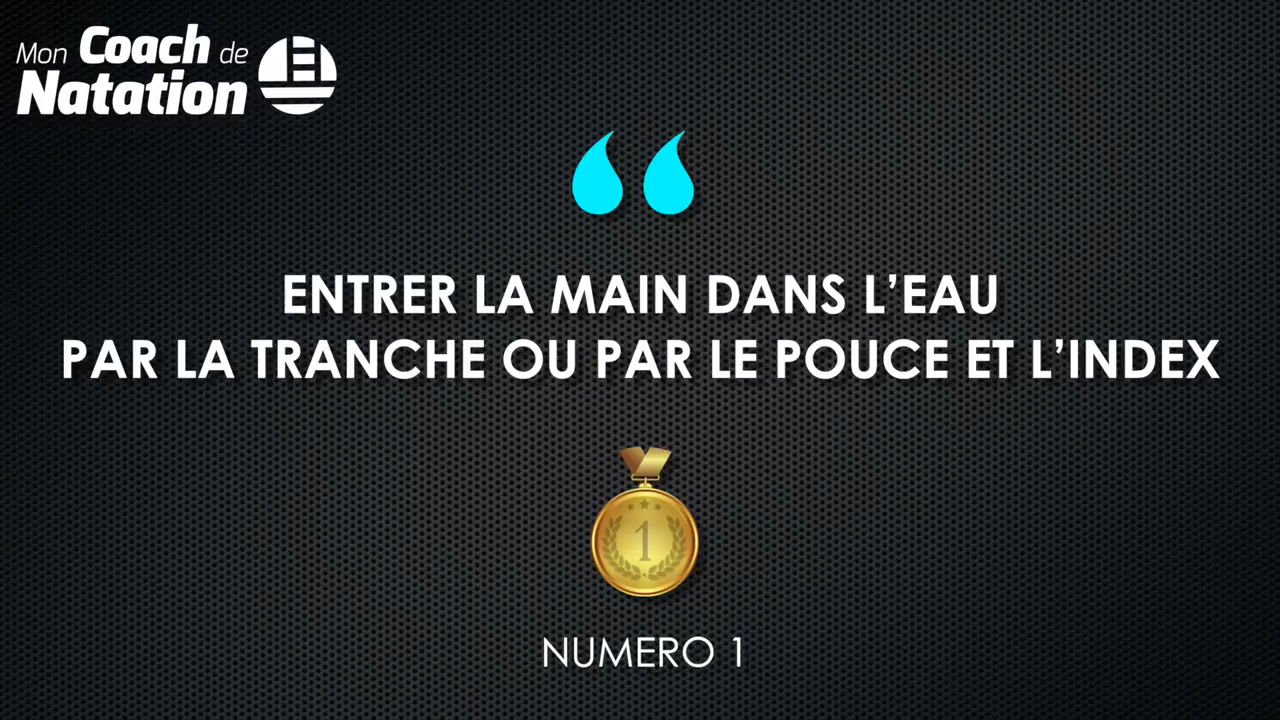 Mon Coach de
Natation
ENTRER LA MAIN DANS L’EAU
PAR LA TRANCHE OU PAR LE POUCE ET L’INDEX
1
NUMERO 1